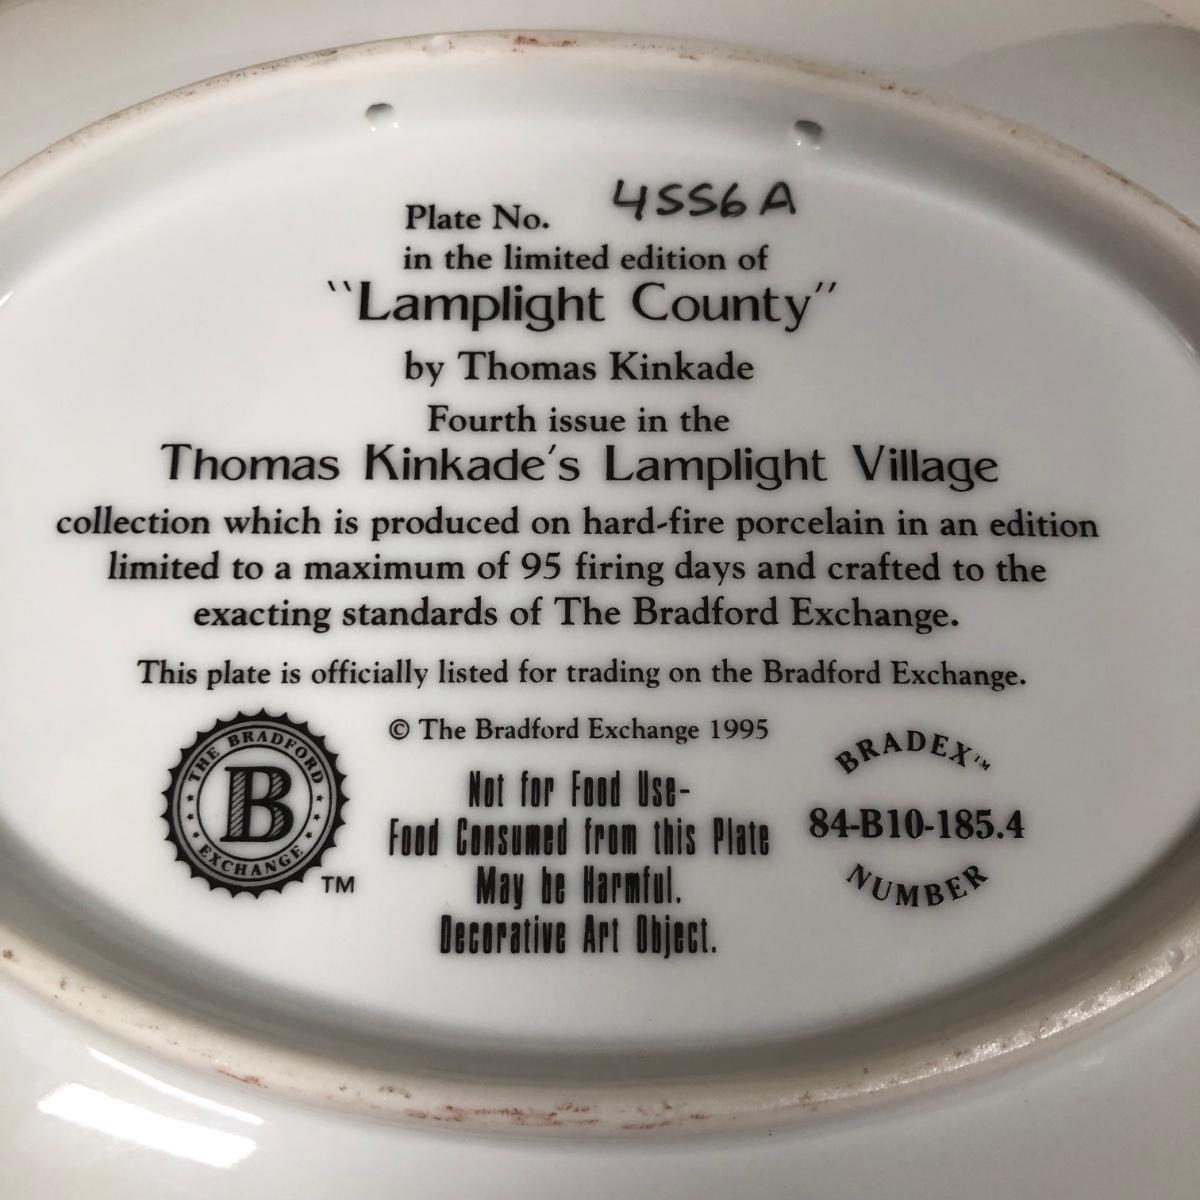 Plate No. 4556A
in the limited edition of
"Lamplight County"
by Thomas Kinkade
Fourth issue in the
Thomas Kinkade's Lamplight Village
collection which is produced on hard-fire porcelain in an edition
limited to a maximum of 95 firing days and crafted to the
exacting standards of The Bradford Exchange.
This plate is officially listed for trading on the Bradford Exchange.
© The Bradford Exchange 1995
THE BRADFORD
B
EXCHANGE
TM
Not for Food Use-
Food Consumed from this Plate
May be Harmful.
Decorative Art Object.
BRADEX™
84-B10-185.4
NUMBER